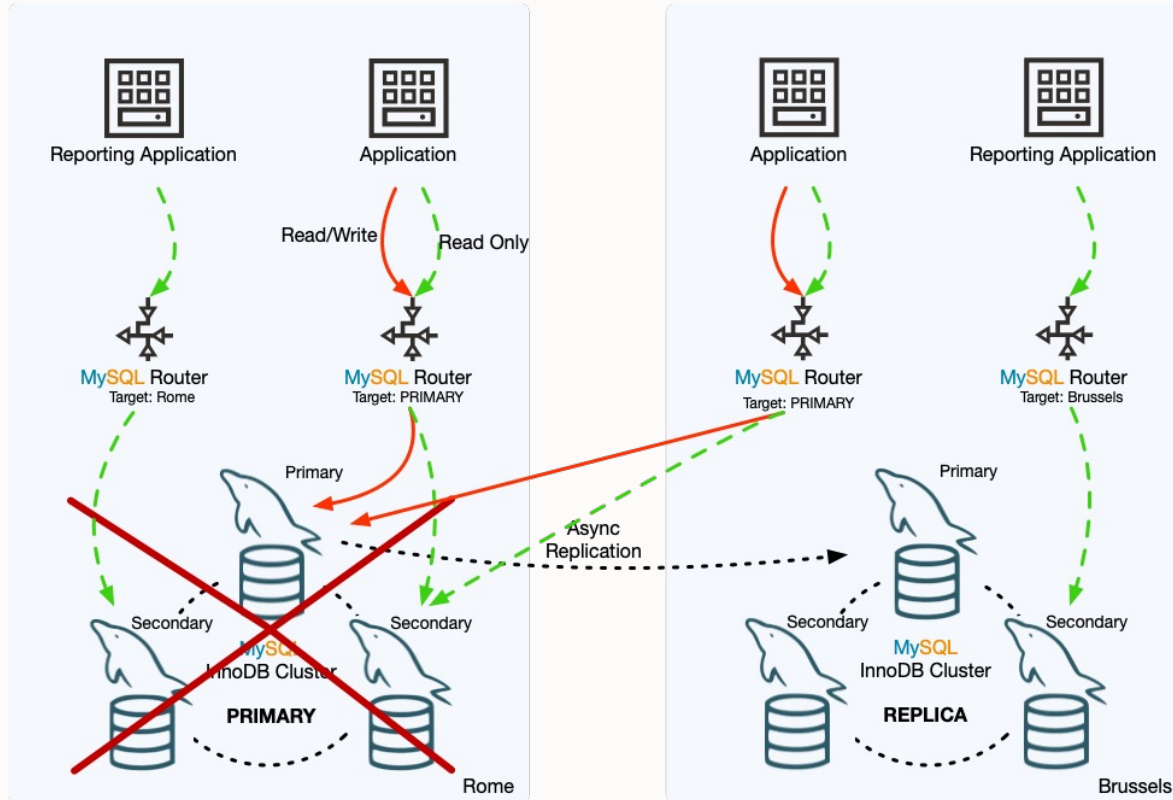 Reporting Application
Application
Application
Reporting Application
Read/Write
Read Only
MySQL Router
Target: Rome
MySQL Router
Target: PRIMARY
MySQL Router
Target: PRIMARY
MySQL Router
Target: Brussels
Primary
Primary
Async
Replication
Secondary
Secondary
Secondary
Secondary
MySQL
InnoDB Cluster
PRIMARY
MySQL
InnoDB Cluster
REPLICA
Rome
Brussels